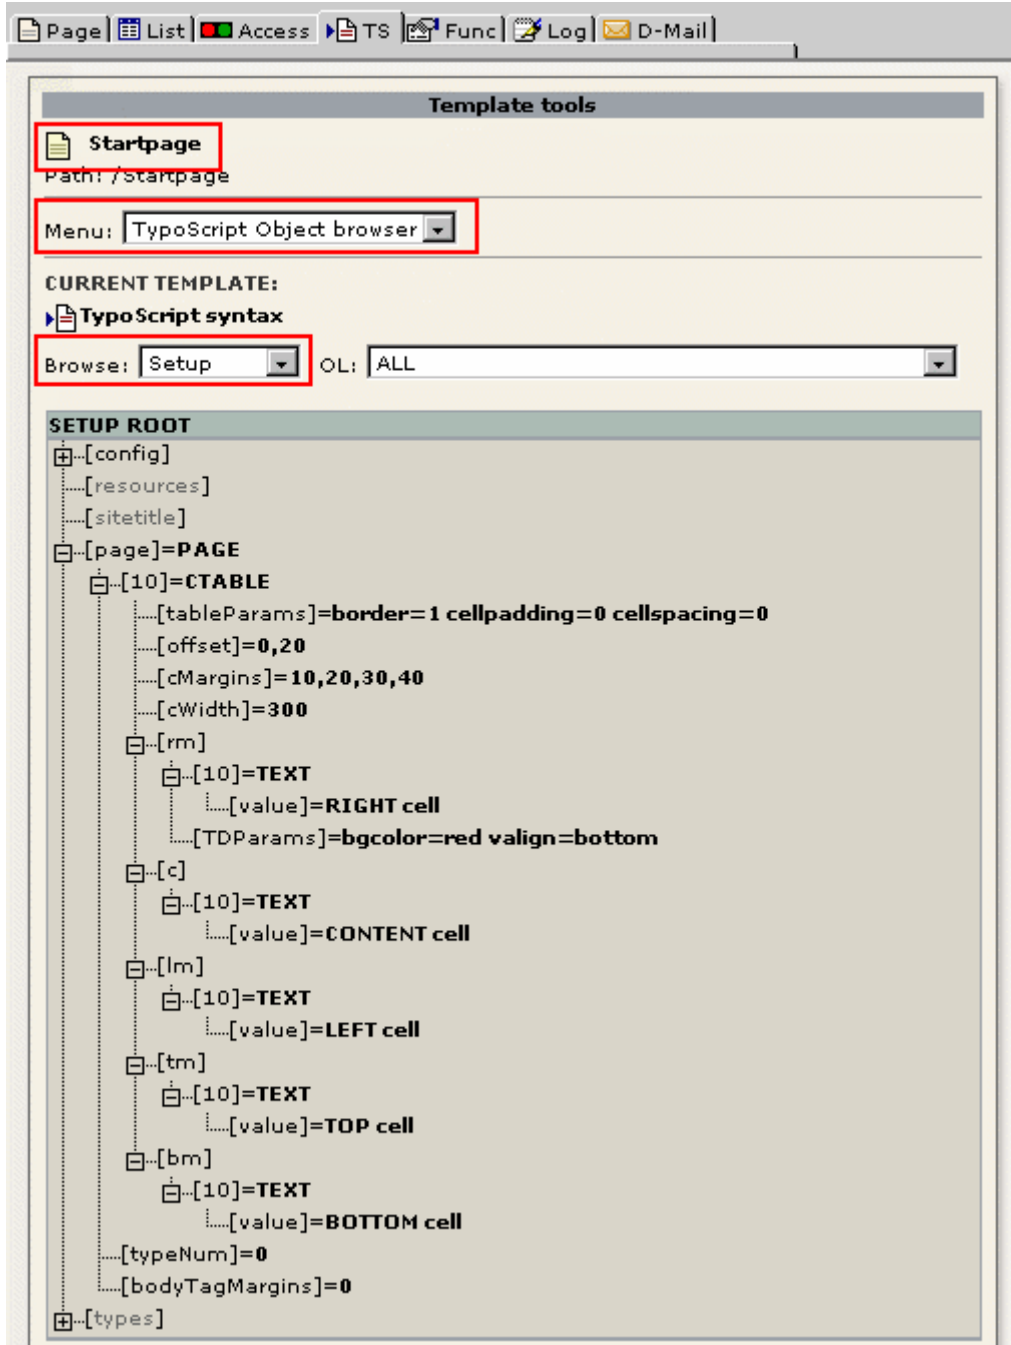 Page List Access TS Func Log D-Mail
Template tools
Startpage
Path: /Startpage
Menu: TypoScript Object browser
CURRENT TEMPLATE:
TypoScript syntax
Browse: Setup OL: ALL
SETUP ROOT
[config]
[resources]
[sitetitle]
[page]=PAGE
[10]=CTABLE
[tableParams]=border=1 cellpadding=0 cellspacing=0
[offset]=0,20
[cMargins]=10,20,30,40
[cWidth]=300
[rm]
[10]=TEXT
[value]=RIGHT cell
[TDParams]=bgcolor=red valign=bottom
[c]
[10]=TEXT
[value]=CONTENT cell
[lm]
[10]=TEXT
[value]=LEFT cell
[tm]
[10]=TEXT
[value]=TOP cell
[bm]
[10]=TEXT
[value]=BOTTOM cell
[typeNum]=0
[bodyTagMargins]=0
[types]